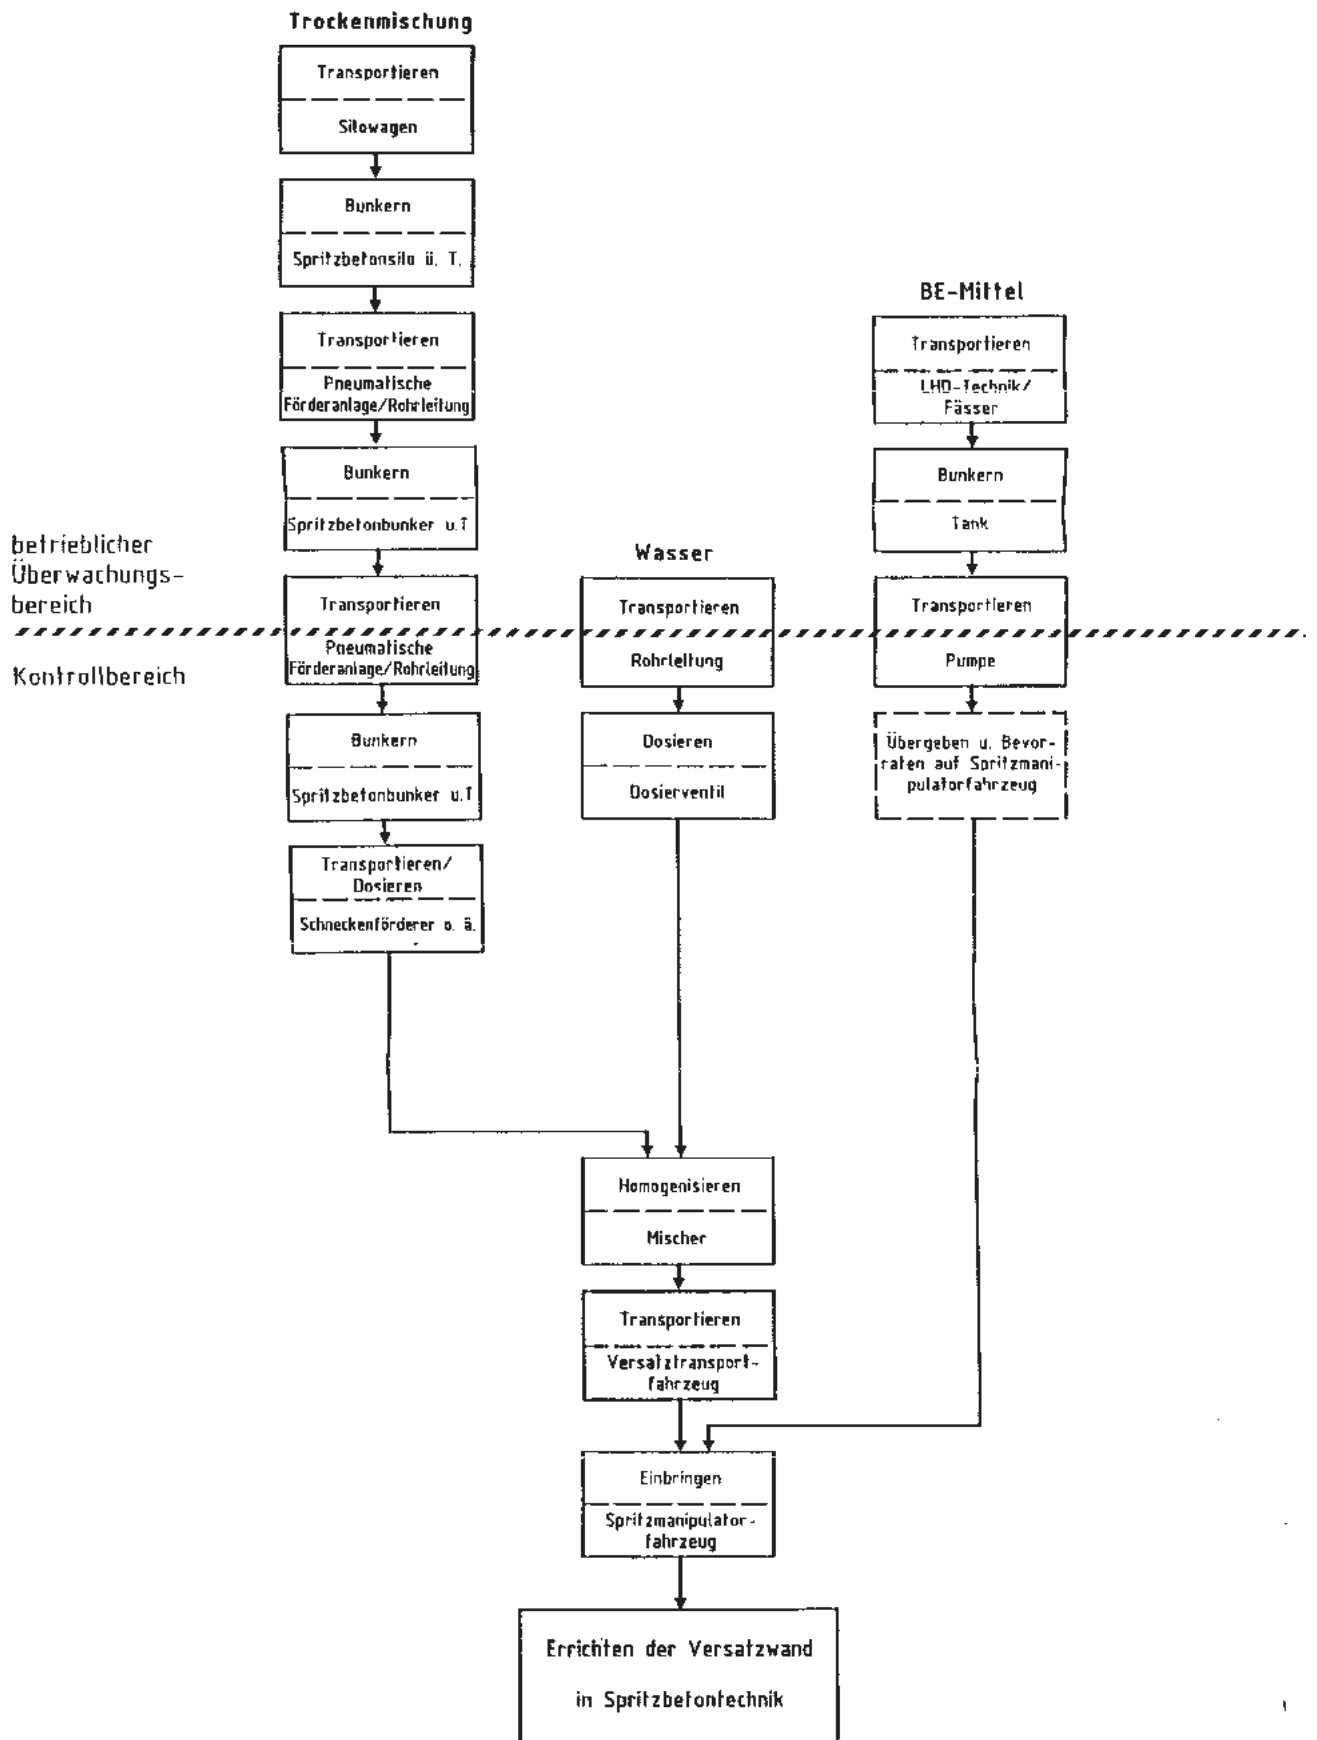 Trockenmischung
Transportieren
Silowagen
Bunkern
Spritzbetonsilo ü. T.
Transportieren
Pneumatische
Förderanlage/Rohrleitung
Bunkern
Spritzbetonbunker u.T
BE-Mittel
Transportieren
LHD-Technik/
Fässer
Bunkern
Tank
betrieblicher
Überwachungs-
bereich
Kontrollbereich
Transportieren
Pneumatische
Förderanlage/Rohrleitung
Bunkern
Spritzbetonbunker u.T
Transportieren/
Dosieren
Schneckenförderer o. ä.
Wasser
Transportieren
Rohrleitung
Dosieren
Dosierventil
Transportieren
Pumpe
Übergeben u. Bevor-
raten auf Spritzmani-
pulatorfahrzeug
Homogenisieren
Mischer
Transportieren
Versatztransport-
fahrzeug
Einbringen
Spritzmanipulator-
fahrzeug
Errichten der Versatzwand
in Spritzbetontechnik